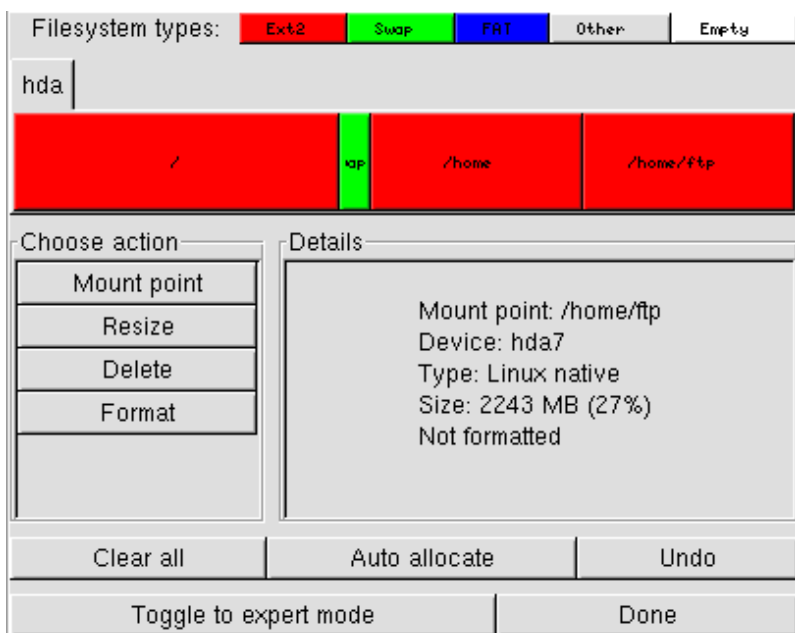 Filesystem types: Ext2 Swap FAT Other Empty
hda
/ /home /home/ftp
Choose action
Mount point
Resize
Delete
Format
Details
Mount point: /home/ftp
Device: hda7
Type: Linux native
Size: 2243 MB (27%)
Not formatted
Clear all Auto allocate Undo
Toggle to expert mode Done